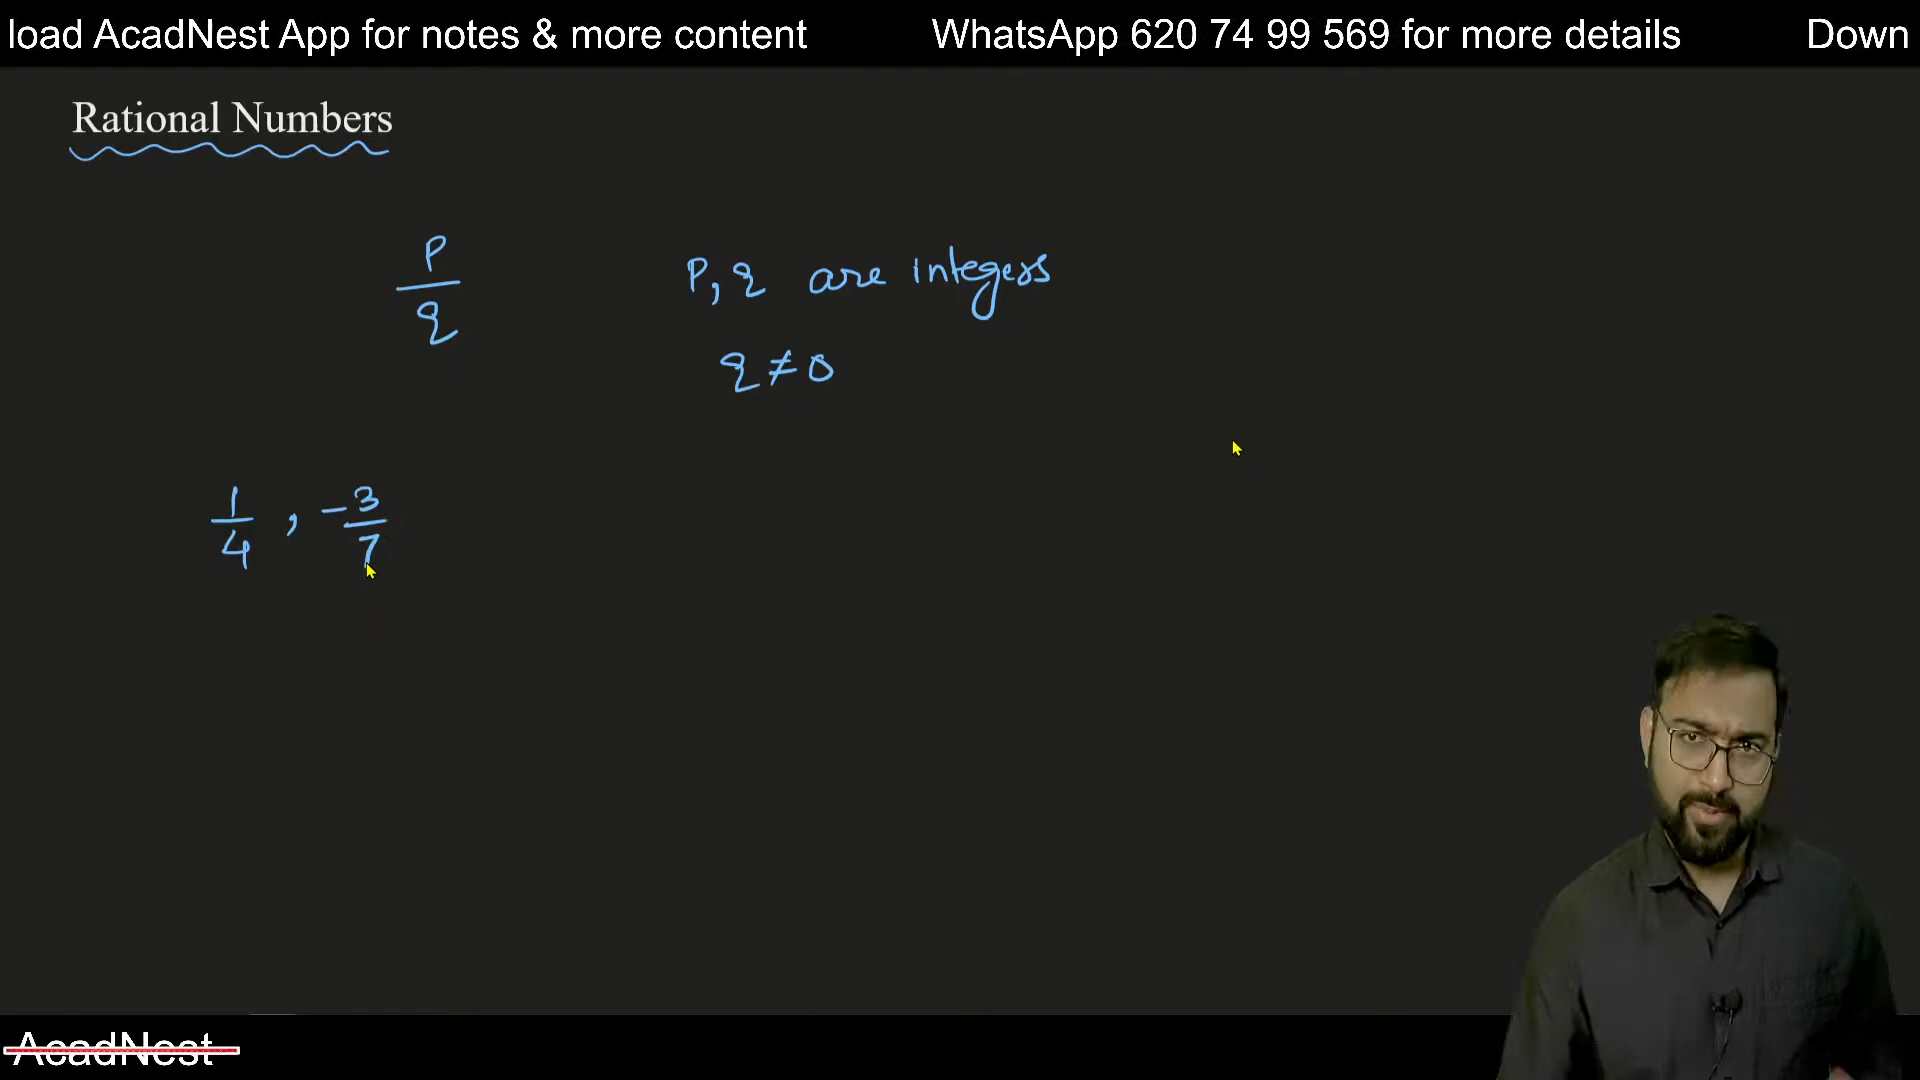 load AcadNest App for notes & more content WhatsApp 620 74 99 569 for more details Down
Rational Numbers
P/q P, q are integers
q ≠ 0
1/4 , -3/7
AcadNest